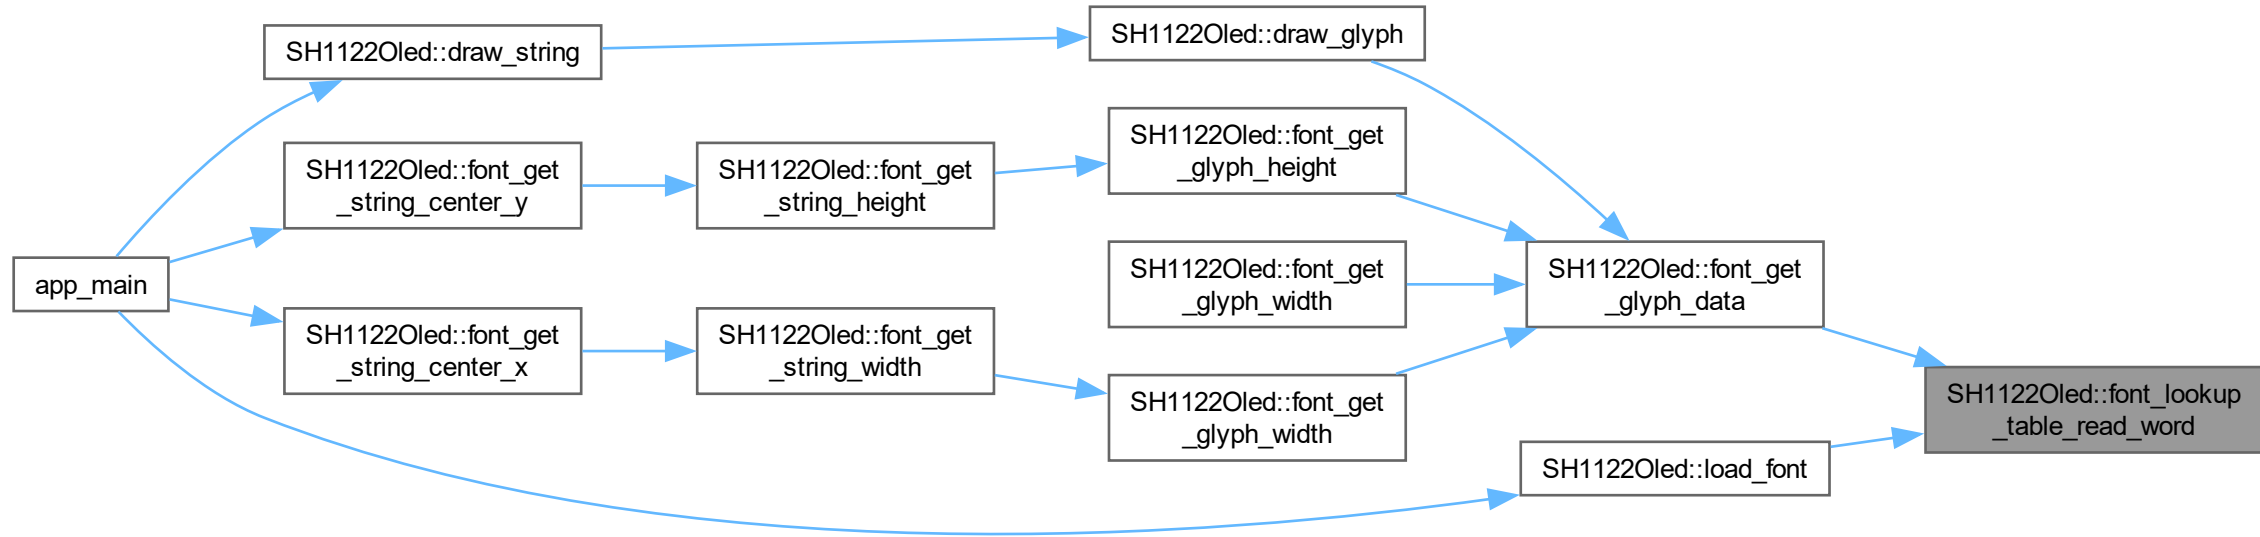 SH1122Oled::draw_string
SH1122Oled::draw_glyph
SH1122Oled::font_get
_glyph_height
SH1122Oled::font_get
_string_center_y
SH1122Oled::font_get
_string_height
SH1122Oled::font_get
_glyph_width
SH1122Oled::font_get
_glyph_data
app_main
SH1122Oled::font_get
_string_center_x
SH1122Oled::font_get
_string_width
SH1122Oled::font_get
_glyph_width
SH1122Oled::font_lookup
_table_read_word
SH1122Oled::load_font